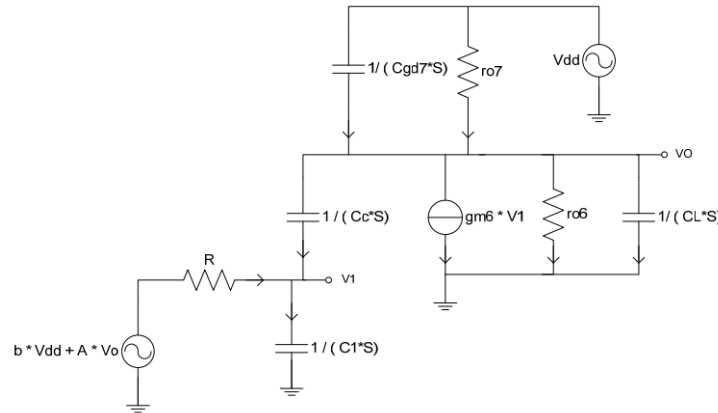 1/ ( Cgd7*S)
ro7
Vdd
VO
1 / ( Cc*S)
gm6 * V1
ro6
1/ ( CL*S)
R
V1
b * Vdd + A * Vo
1 / ( C1*S)